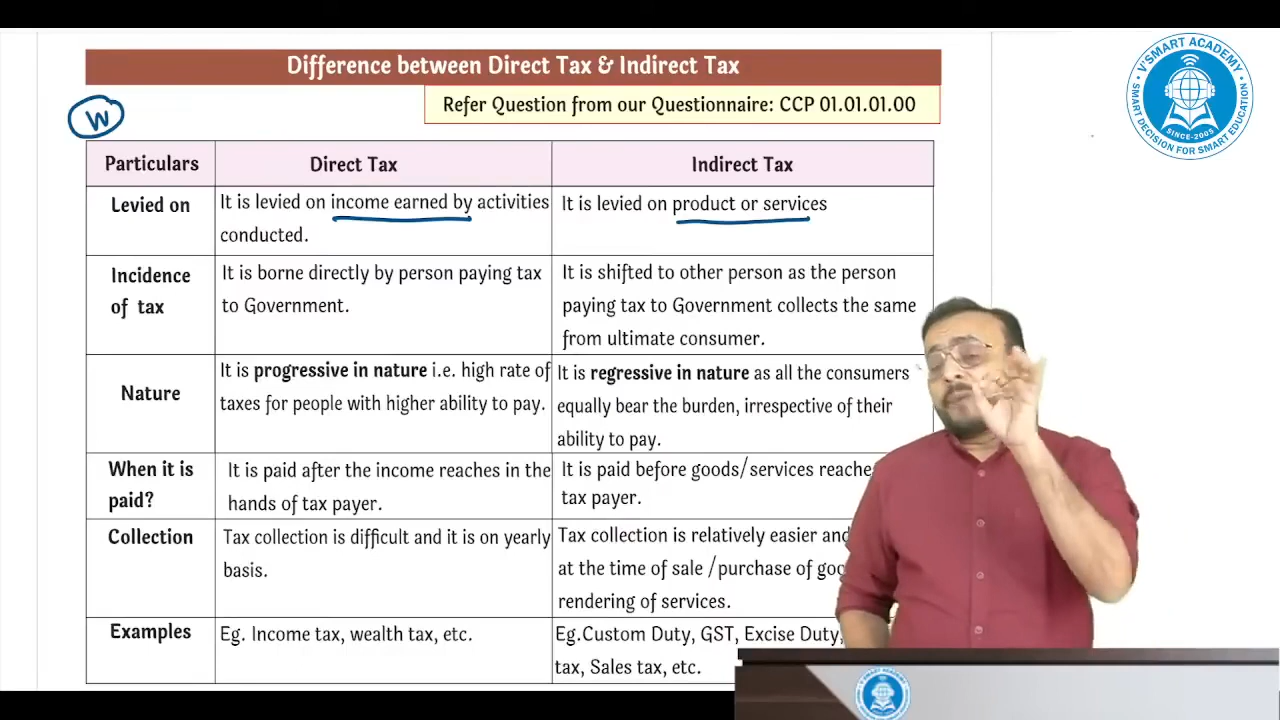 Difference between Direct Tax & Indirect Tax
Refer Question from our Questionnaire: CCP 01.01.01.00
W
Particulars
Direct Tax
Indirect Tax
Levied on
It is levied on income earned by activities
conducted.
It is levied on product or services
Incidence
of tax
It is borne directly by person paying tax
to Government.
It is shifted to other person as the person
paying tax to Government collects the same
from ultimate consumer.
Nature
It is progressive in nature i.e. high rate of
taxes for people with higher ability to pay.
It is regressive in nature as all the consumers
equally bear the burden, irrespective of their
ability to pay.
When it is
paid?
It is paid after the income reaches in the
hands of tax payer.
It is paid before goods/services
tax payer.
Collection
Tax collection is difficult and it is on yearly
basis.
Tax collection is relatively easier and
at the time of sale /purchase of
rendering of services.
Examples
Eg. Income tax, wealth tax, etc.
Eg.Custom Duty, GST, Excise Duty,
tax, Sales tax, etc.
V'SMART ACADEMY
SMART DECISION FOR SMART EDUCATION
SINCE-2005